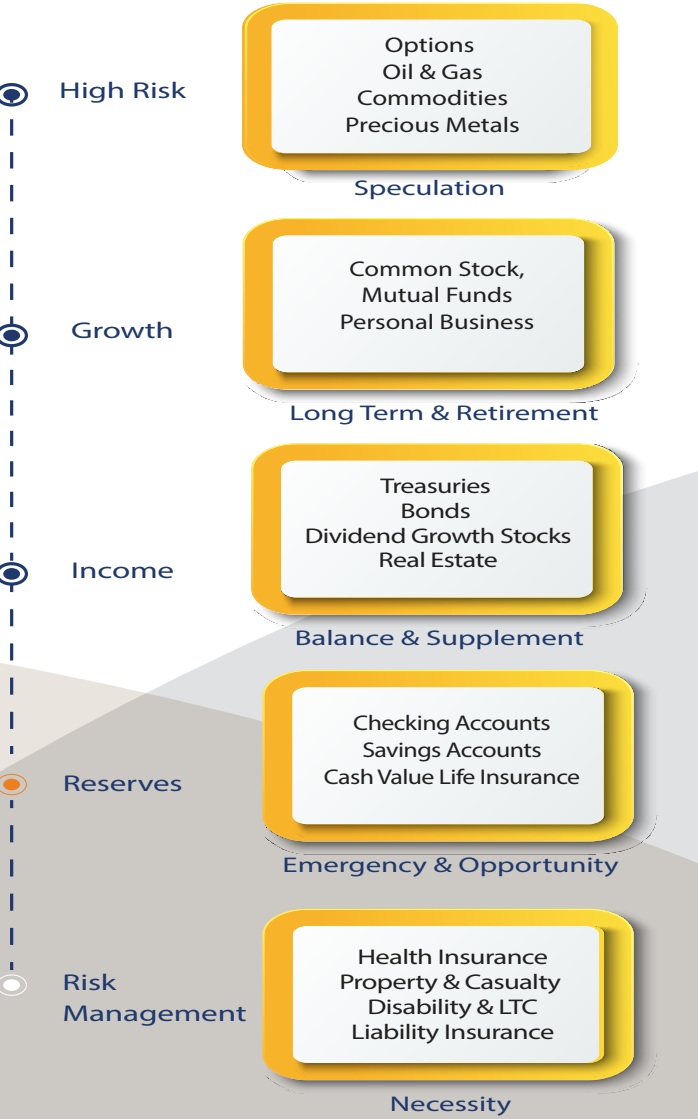 High Risk
Options
Oil & Gas
Commodities
Precious Metals
Speculation
Growth
Common Stock,
Mutual Funds
Personal Business
Long Term & Retirement
Income
Treasuries
Bonds
Dividend Growth Stocks
Real Estate
Balance & Supplement
Reserves
Checking Accounts
Savings Accounts
Cash Value Life Insurance
Emergency & Opportunity
Risk
Management
Health Insurance
Property & Casualty
Disability & LTC
Liability Insurance
Necessity